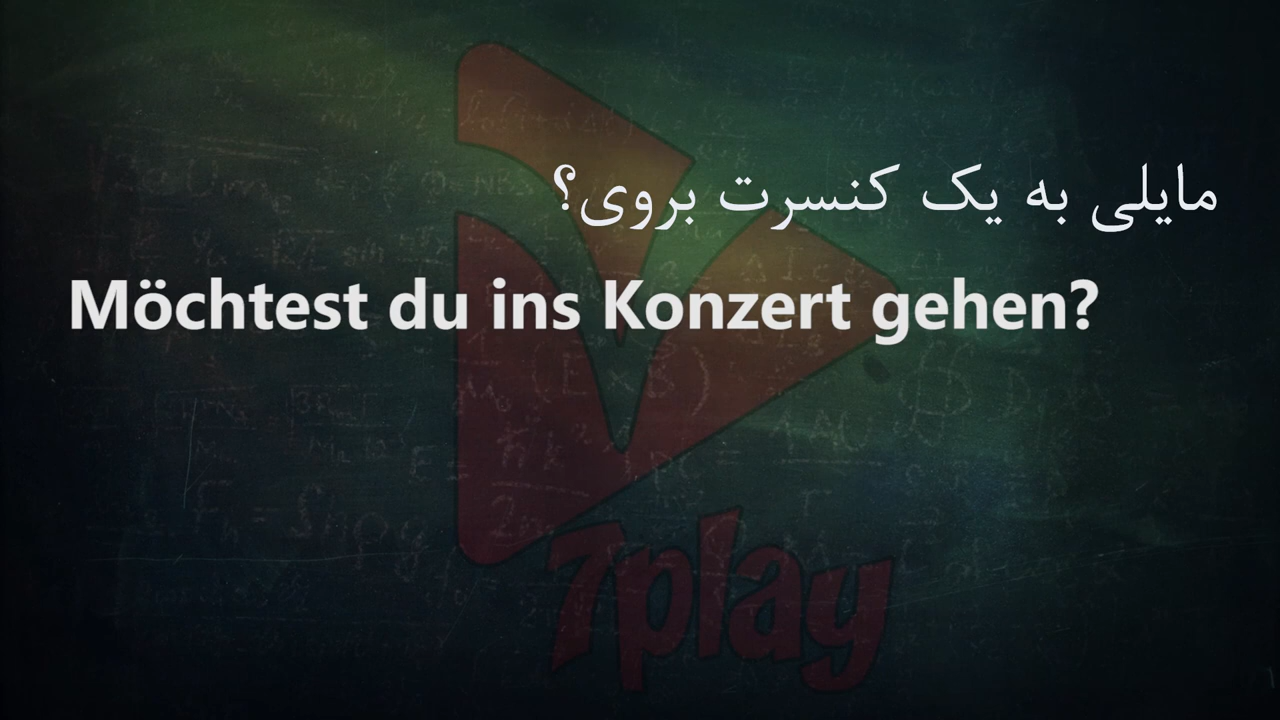 مایلی به یک کنسرت بروی؟
Möchtest du ins Konzert gehen?
7play